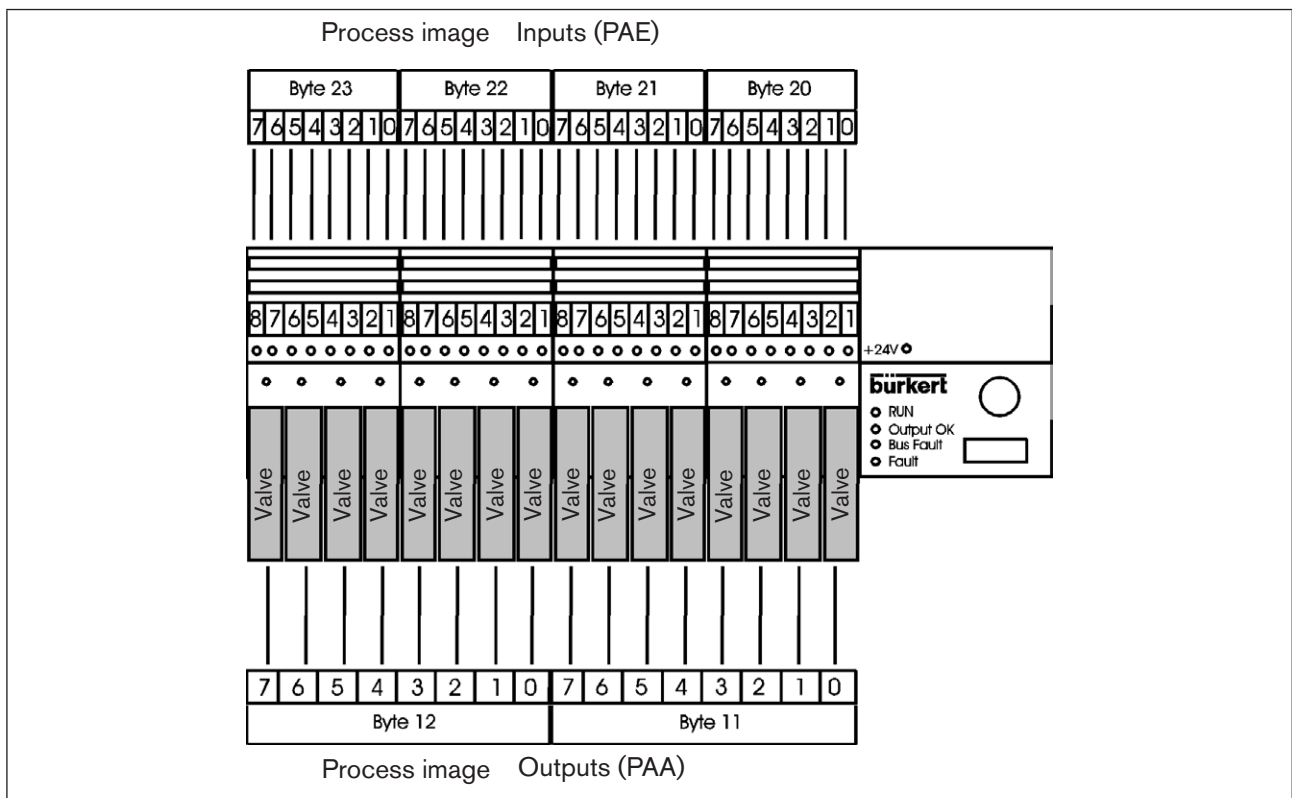 Process image Inputs (PAE)
Byte 23 Byte 22 Byte 21 Byte 20
7 6 5 4 3 2 1 0 7 6 5 4 3 2 1 0 7 6 5 4 3 2 1 0 7 6 5 4 3 2 1 0
8 7 6 5 4 3 2 1 8 7 6 5 4 3 2 1 8 7 6 5 4 3 2 1 8 7 6 5 4 3 2 1
+24V
bürkert
RUN
Output OK
Bus Fault
Fault
Valve Valve Valve Valve Valve Valve Valve Valve Valve Valve Valve Valve Valve Valve Valve Valve
7 6 5 4 3 2 1 0 7 6 5 4 3 2 1 0
Byte 12 Byte 11
Process image Outputs (PAA)